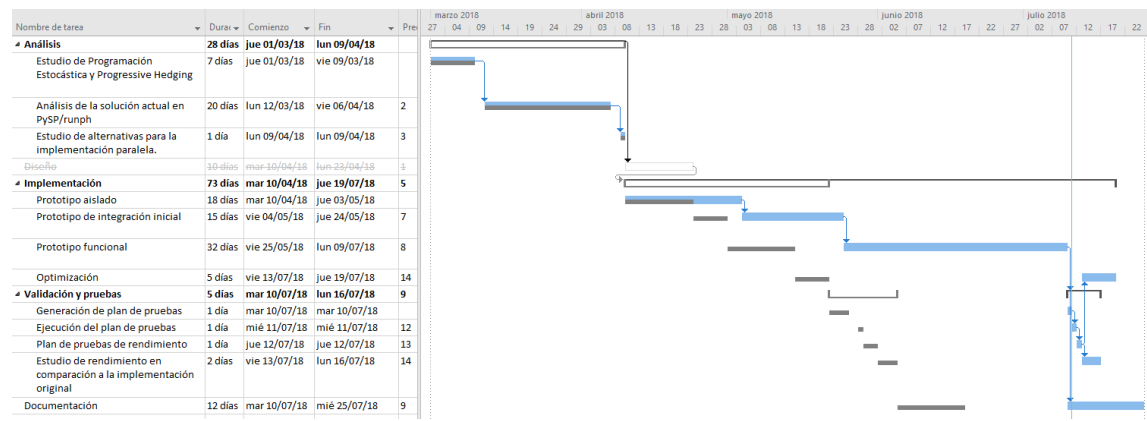 marzo 2018 abril 2018 mayo 2018 junio 2018 julio 2018
Nombre de tarea Durac Comienzo Fin Pre 27 04 09 14 19 24 29 03 08 13 18 23 28 03 08 13 18 23 28 02 07 12 17 22 27 02 07 12 17 22
Análisis 28 días jue 01/03/18 lun 09/04/18
Estudio de Programación 7 días jue 01/03/18 vie 09/03/18
Estocástica y Progressive Hedging
Análisis de la solución actual en 20 días lun 12/03/18 vie 06/04/18 2
PySP/runph
Estudio de alternativas para la 1 día lun 09/04/18 lun 09/04/18 3
implementación paralela.
Diseño 10 días mar 10/04/18 lun 23/04/18 1
Implementación 73 días mar 10/04/18 jue 19/07/18 5
Prototipo aislado 18 días mar 10/04/18 jue 03/05/18
Prototipo de integración inicial 15 días vie 04/05/18 jue 24/05/18 7
Prototipo funcional 32 días vie 25/05/18 lun 09/07/18 8
Optimización 5 días vie 13/07/18 jue 19/07/18 14
Validación y pruebas 5 días mar 10/07/18 lun 16/07/18 9
Generación de plan de pruebas 1 día mar 10/07/18 mar 10/07/18
Ejecución del plan de pruebas 1 día mié 11/07/18 mié 11/07/18 12
Plan de pruebas de rendimiento 1 día jue 12/07/18 jue 12/07/18 13
Estudio de rendimiento en 2 días vie 13/07/18 lun 16/07/18 14
comparación a la implementación
original
Documentación 12 días mar 10/07/18 mié 25/07/18 9